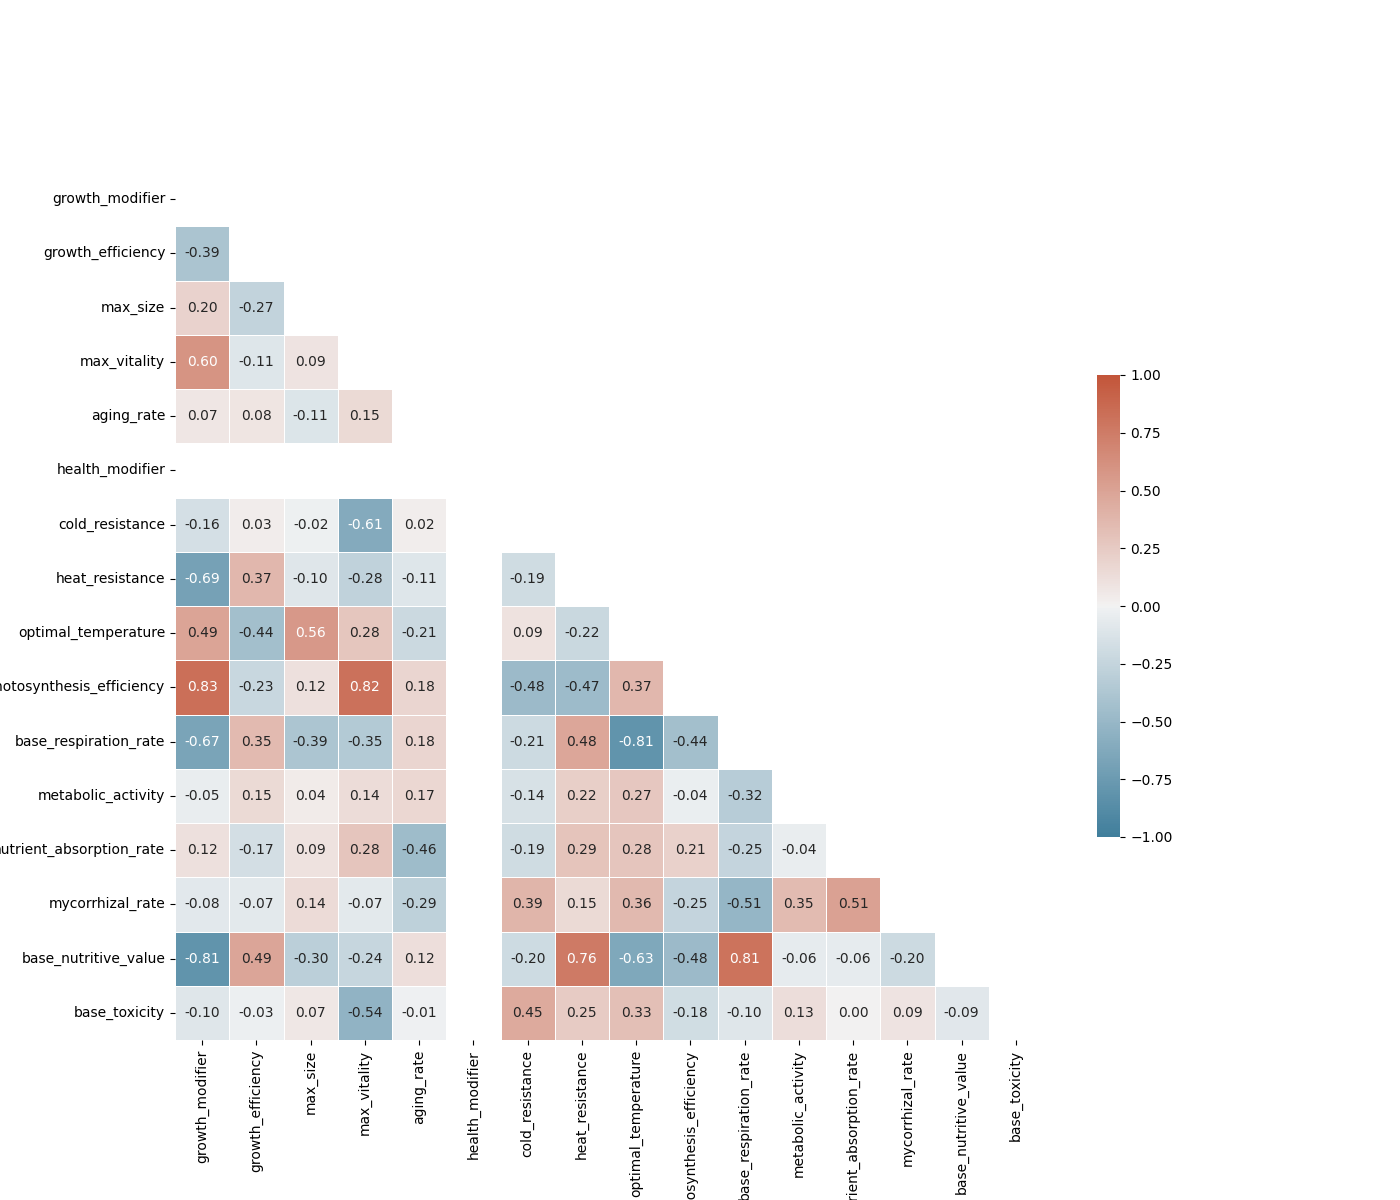 growth_modifier
growth_efficiency
-0.39
max_size
0.20 -0.27
max_vitality
0.60 -0.11 0.09
aging_rate
0.07 0.08 -0.11 0.15
health_modifier
cold_resistance
-0.16 0.03 -0.02 -0.61 0.02
heat_resistance
-0.69 0.37 -0.10 -0.28 -0.11 -0.19
optimal_temperature
0.49 -0.44 0.56 0.28 -0.21 0.09 -0.22
otosynthesis_efficiency
0.83 -0.23 0.12 0.82 0.18 -0.48 -0.47 0.37
base_respiration_rate
-0.67 0.35 -0.39 -0.35 0.18 -0.21 0.48 -0.81 -0.44
metabolic_activity
-0.05 0.15 0.04 0.14 0.17 -0.14 0.22 0.27 -0.04 -0.32
utrient_absorption_rate
0.12 -0.17 0.09 0.28 -0.46 -0.19 0.29 0.28 0.21 -0.25 -0.04
mycorrhizal_rate
-0.08 -0.07 0.14 -0.07 -0.29 0.39 0.15 0.36 -0.25 -0.51 0.35 0.51
base_nutritive_value
-0.81 0.49 -0.30 -0.24 0.12 -0.20 0.76 -0.63 -0.48 0.81 -0.06 -0.06 -0.20
base_toxicity
-0.10 -0.03 0.07 -0.54 -0.01 0.45 0.25 0.33 -0.18 -0.10 0.13 0.00 0.09 -0.09
growth_modifier
growth_efficiency
max_size
max_vitality
aging_rate
health_modifier
cold_resistance
heat_resistance
optimal_temperature
osynthesis_efficiency
base_respiration_rate
metabolic_activity
rient_absorption_rate
mycorrhizal_rate
base_nutritive_value
base_toxicity
1.00
0.75
0.50
0.25
0.00
−0.25
−0.50
−0.75
−1.00